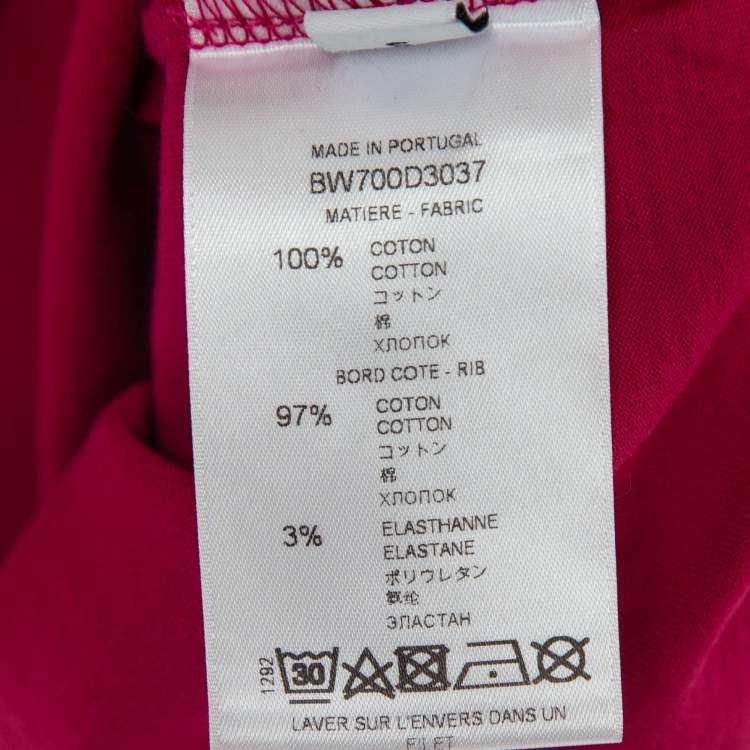 MADE IN PORTUGAL
BW700D3037
MATIERE - FABRIC
100% COTON
COTTON
コットン
棉
ХЛОПОК
BORD COTE - RIB
97% COTON
COTTON
コットン
棉
ХЛОПОК
3% ELASTHANNE
ELASTANE
ポリウレタン
氨纶
ЭЛАСТАН
1292
30
LAVER SUR L'ENVERS DANS UN
FILET